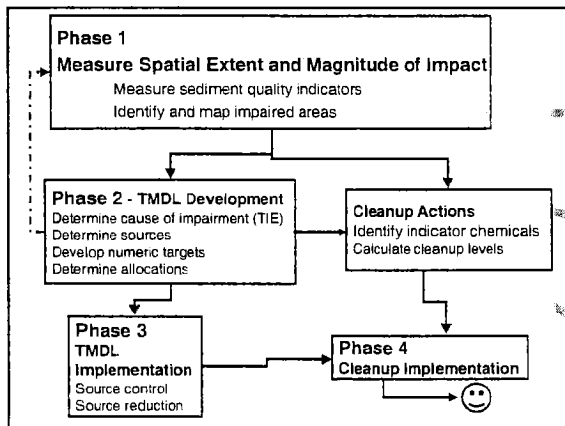 Phase 1
Measure Spatial Extent and Magnitude of Impact
Measure sediment quality indicators
Identify and map impaired areas
Phase 2 - TMDL Development
Determine cause of impairment (TIE)
Determine sources
Develop numeric targets
Determine allocations
Cleanup Actions
Identify indicator chemicals
Calculate cleanup levels
Phase 3
TMDL
Implementation
Source control
Source reduction
Phase 4
Cleanup Implementation